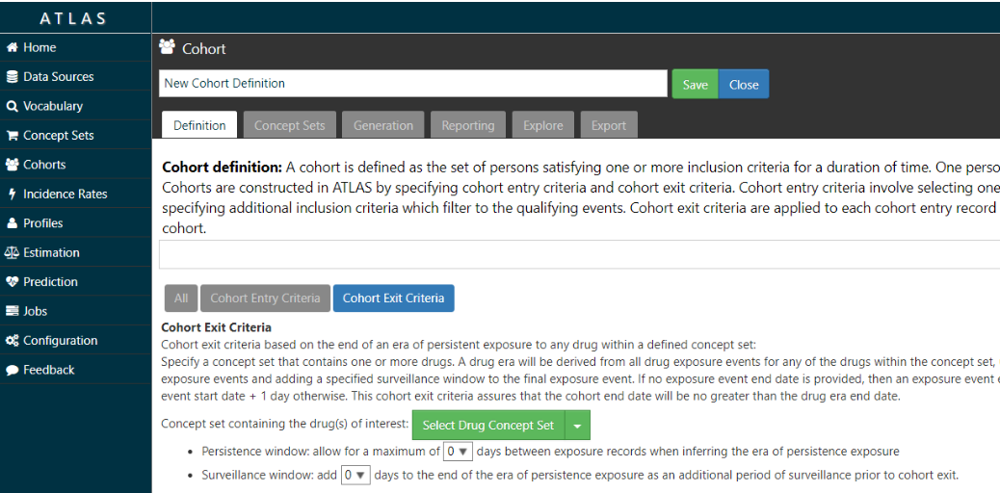 ATLAS
Home
Data Sources
Vocabulary
Concept Sets
Cohorts
Incidence Rates
Profiles
Estimation
Prediction
Jobs
Configuration
Feedback
Cohort
New Cohort Definition
Save Close
Definition Concept Sets Generation Reporting Explore Export
Cohort definition: A cohort is defined as the set of persons satisfying one or more inclusion criteria for a duration of time. One perso
Cohorts are constructed in ATLAS by specifying cohort entry criteria and cohort exit criteria. Cohort entry criteria involve selecting one
specifying additional inclusion criteria which filter to the qualifying events. Cohort exit criteria are applied to each cohort entry record
cohort.
All Cohort Entry Criteria Cohort Exit Criteria
Cohort Exit Criteria
Cohort exit criteria based on the end of an era of persistent exposure to any drug within a defined concept set:
Specify a concept set that contains one or more drugs. A drug era will be derived from all drug exposure events for any of the drugs within the concept set,
exposure events and adding a specified surveillance window to the final exposure event. If no exposure event end date is provided, then an exposure event e
event start date + 1 day otherwise. This cohort exit criteria assures that the cohort end date will be no greater than the drug era end date.
Concept set containing the drug(s) of interest: Select Drug Concept Set
• Persistence window: allow for a maximum of 0 ▼ days between exposure records when inferring the era of persistence exposure
• Surveillance window: add 0 ▼ days to the end of the era of persistence exposure as an additional period of surveillance prior to cohort exit.